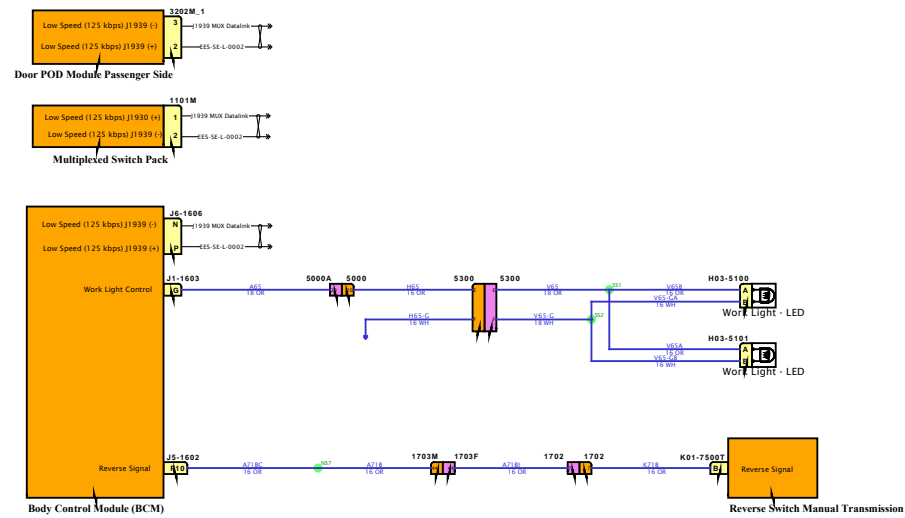 3202M_1
Low Speed (125 kbps) J1939 (-) 3 J1939 MUX Datalink
Low Speed (125 kbps) J1939 (+) 2 EES-SE-L-0002
Door POD Module Passenger Side
1101M
Low Speed (125 kbps) J1930 (+) 1 J1939 MUX Datalink
Low Speed (125 kbps) J1939 (-) 2 EES-SE-L-0002
Multiplexed Switch Pack
J6-1606
Low Speed (125 kbps) J1939 (-) N J1939 MUX Datalink
Low Speed (125 kbps) J1939 (+) P EES-SE-L-0002
J1-1603 5000A 5000 5300 5300 H03-5100
Work Light Control G A65 H65 V65 SS1 V65B A
18 OR 16 OR 18 OR 16 OR
V65-GA B
16 WH
Work Light - LED
H65-G V65-G SS2
16 WH 18 WH
H03-5101
V65A A
16 OR
V65-GB B
16 WH
Work Light - LED
J5-1602 1703M 1703F 1702 1702 K01-7500T
Reverse Signal F10 A718C NS7 A718 A718J K718 B Reverse Signal
16 OR 16 OR 16 OR 16 OR
Body Control Module (BCM)
Reverse Switch Manual Transmission